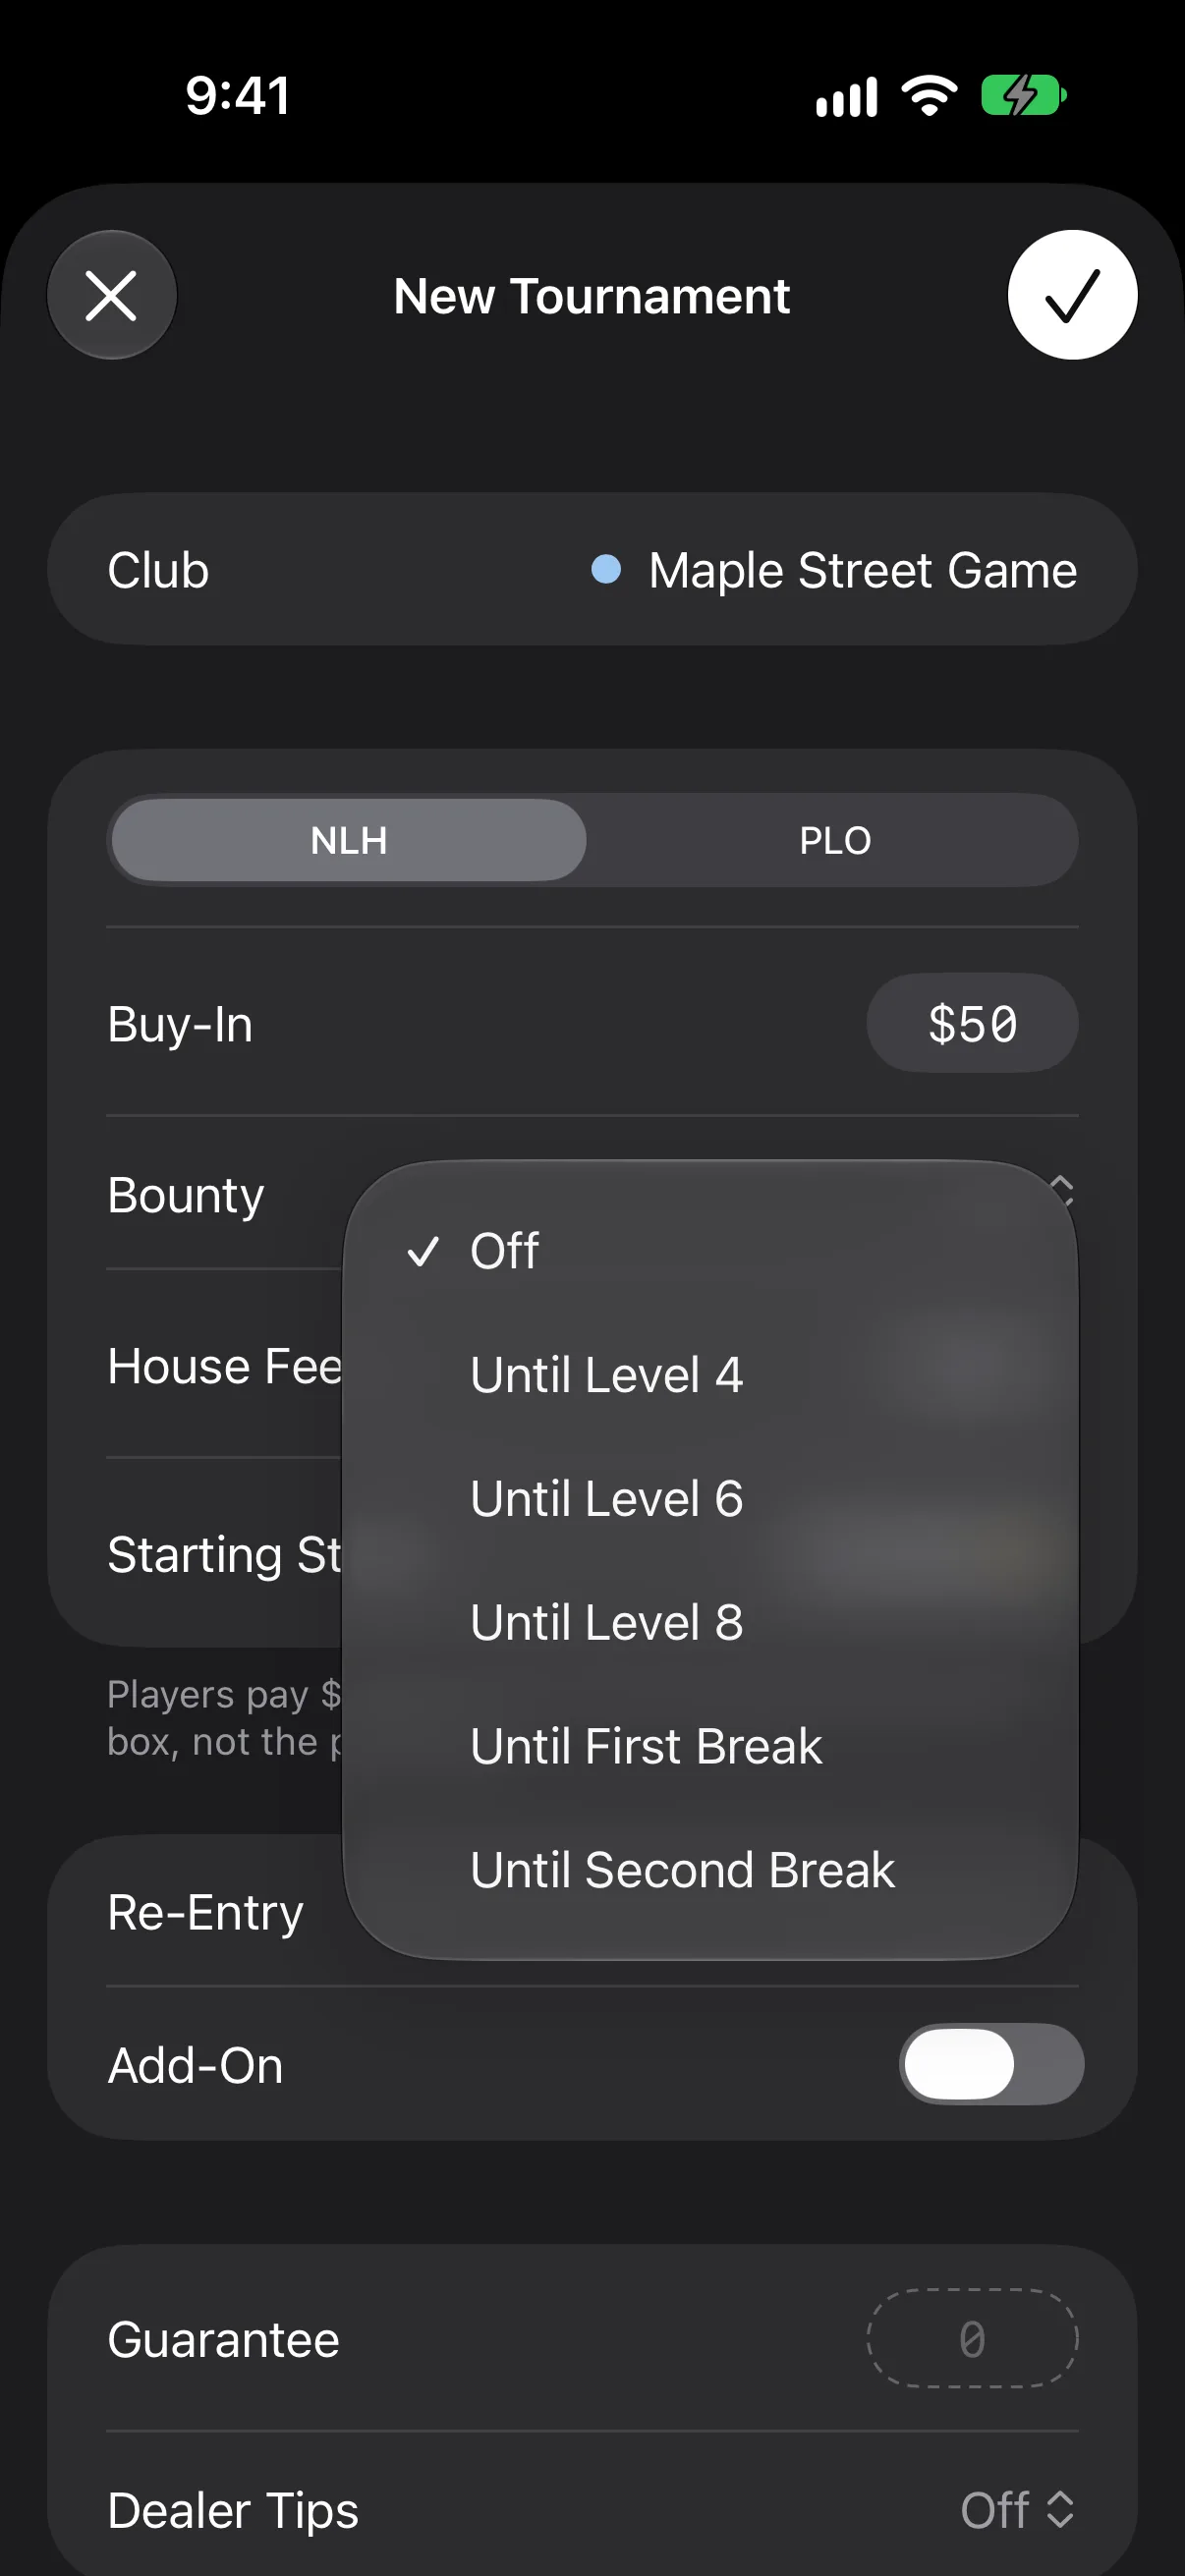 9:41
New Tournament
Club Maple Street Game
NLH PLO
Buy-In $50
Bounty
Off
House Fee
Until Level 4
Until Level 6
Starting St
Until Level 8
Players pay $
box, not the
Until First Break
Until Second Break
Re-Entry
Add-On
Guarantee 0
Dealer Tips Off